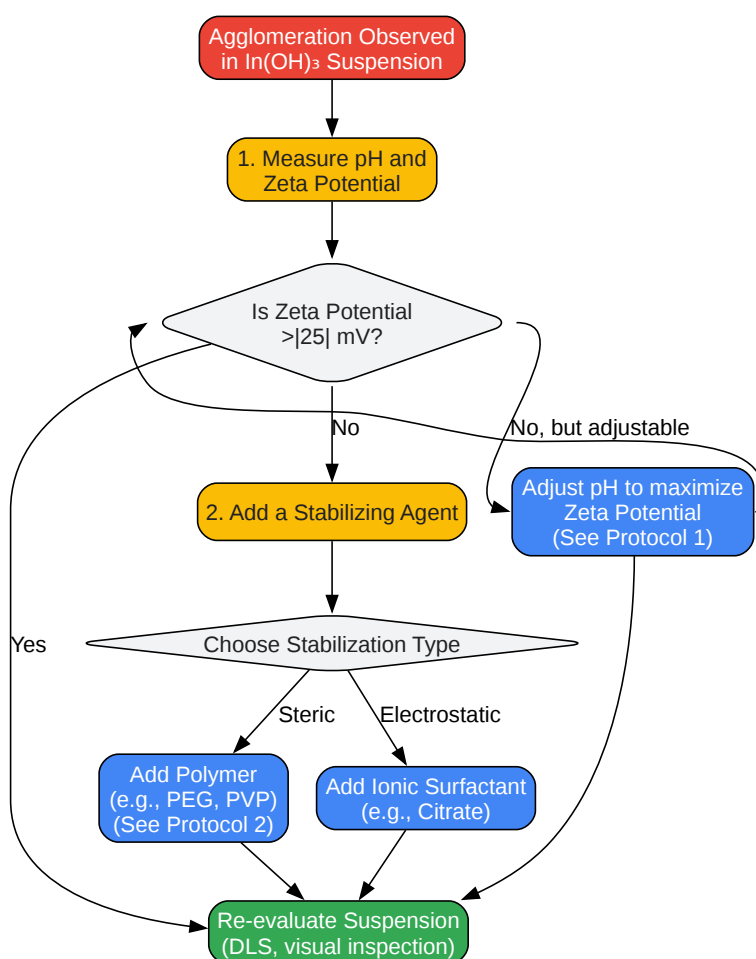 Agglomeration Observed
in In(OH)₃ Suspension
1. Measure pH and
Zeta Potential
Is Zeta Potential
>|25| mV?
No
No, but adjustable
2. Add a Stabilizing Agent
Adjust pH to maximize
Zeta Potential
(See Protocol 1)
Yes
Choose Stabilization Type
Steric
Electrostatic
Add Polymer
(e.g., PEG, PVP)
(See Protocol 2)
Add Ionic Surfactant
(e.g., Citrate)
Re-evaluate Suspension
(DLS, visual inspection)